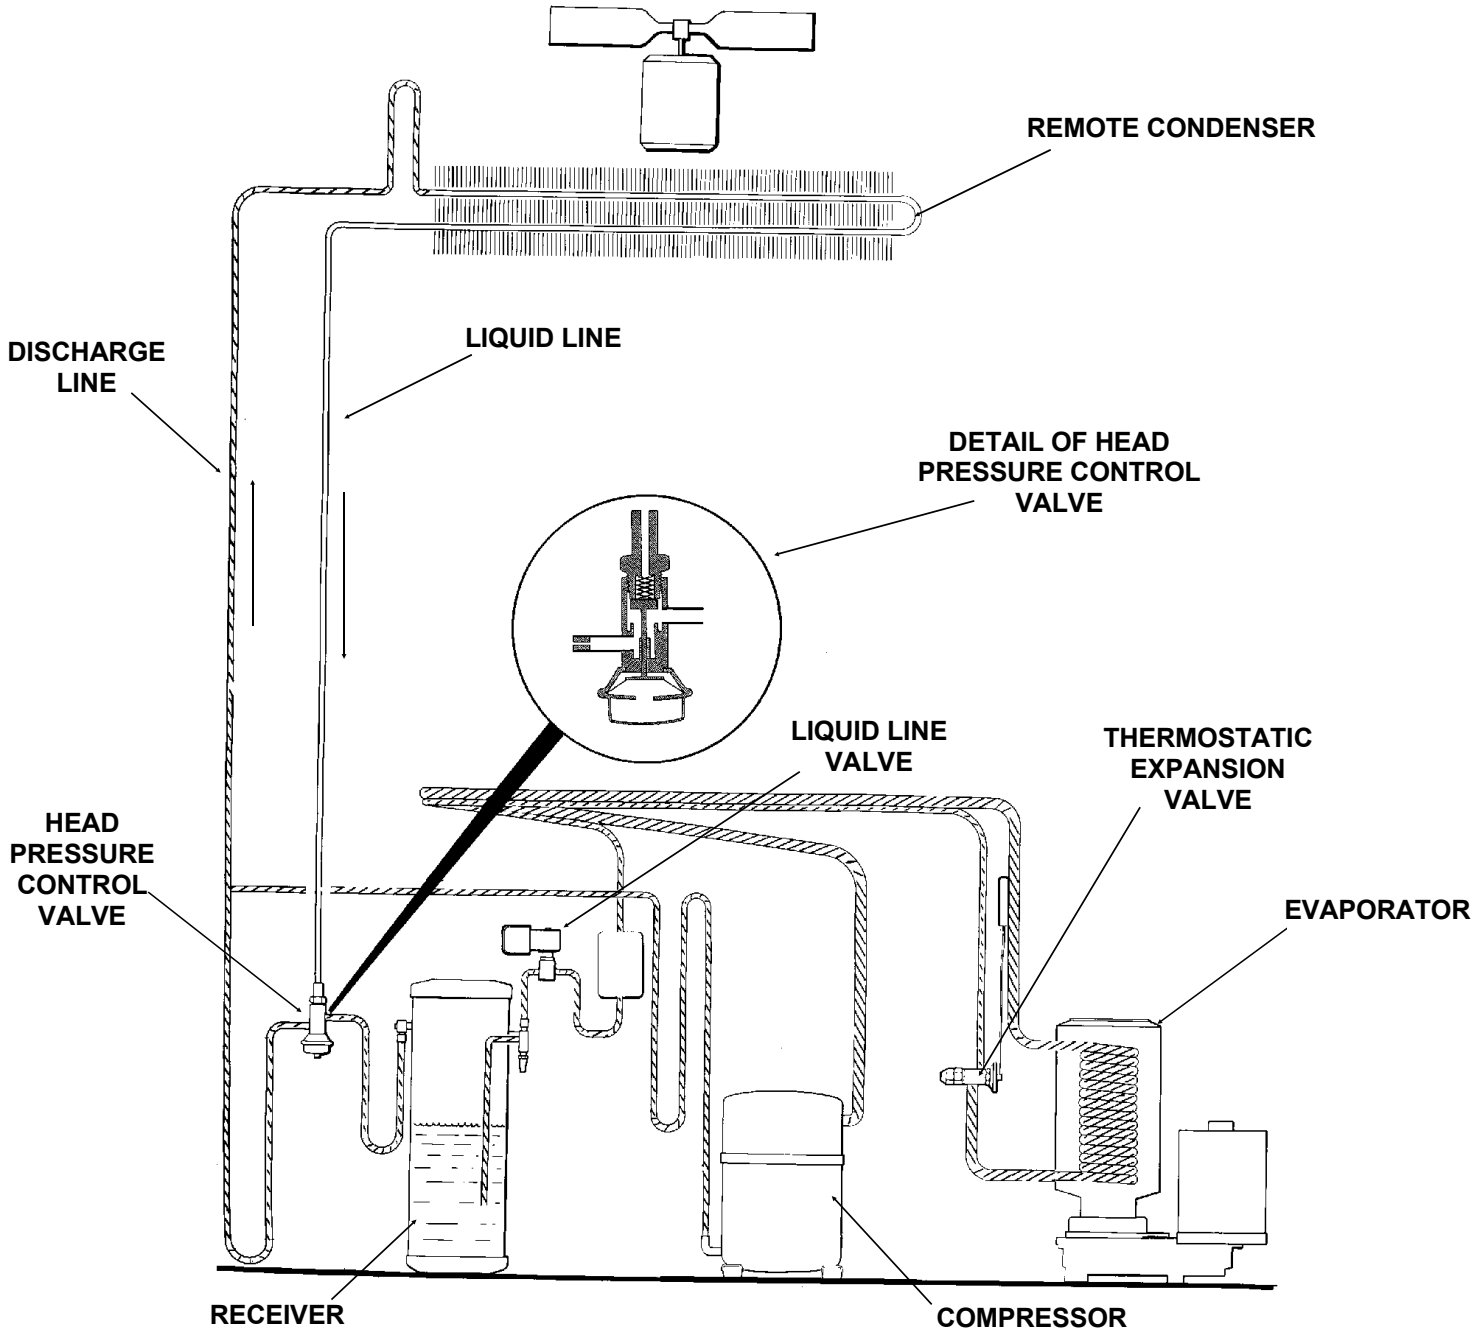 REMOTE CONDENSER
LIQUID LINE
DISCHARGE
LINE
DETAIL OF HEAD
PRESSURE CONTROL
VALVE
LIQUID LINE
VALVE
THERMOSTATIC
EXPANSION
VALVE
HEAD
PRESSURE
CONTROL
VALVE
EVAPORATOR
RECEIVER
COMPRESSOR